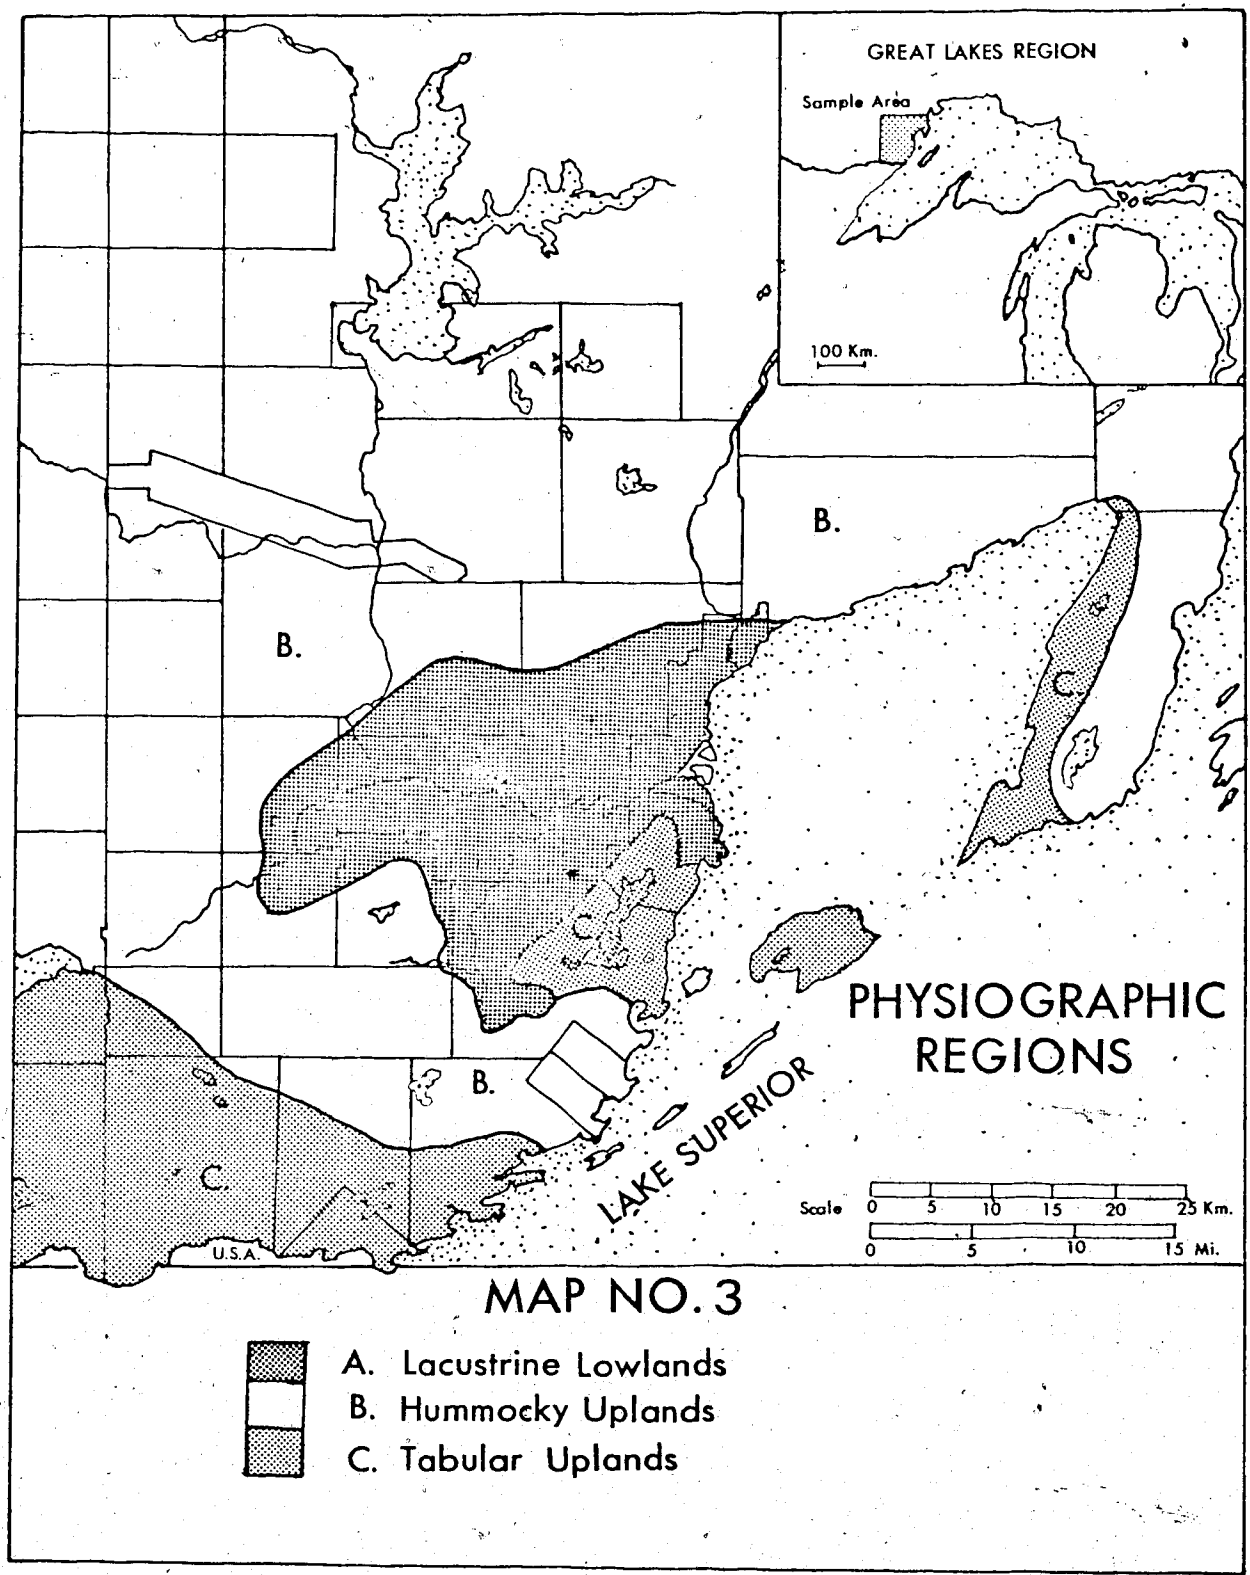 GREAT LAKES REGION
Sample Area
100 Km.
B.
B.
C.
C
PHYSIOGRAPHIC
REGIONS
B.
LAKE SUPERIOR
C.
Scale 0 5 10 15 20 25 Km.
0 5 10 15 Mi.
U.S.A.
MAP NO. 3
A. Lacustrine Lowlands
B. Hummocky Uplands
C. Tabular Uplands